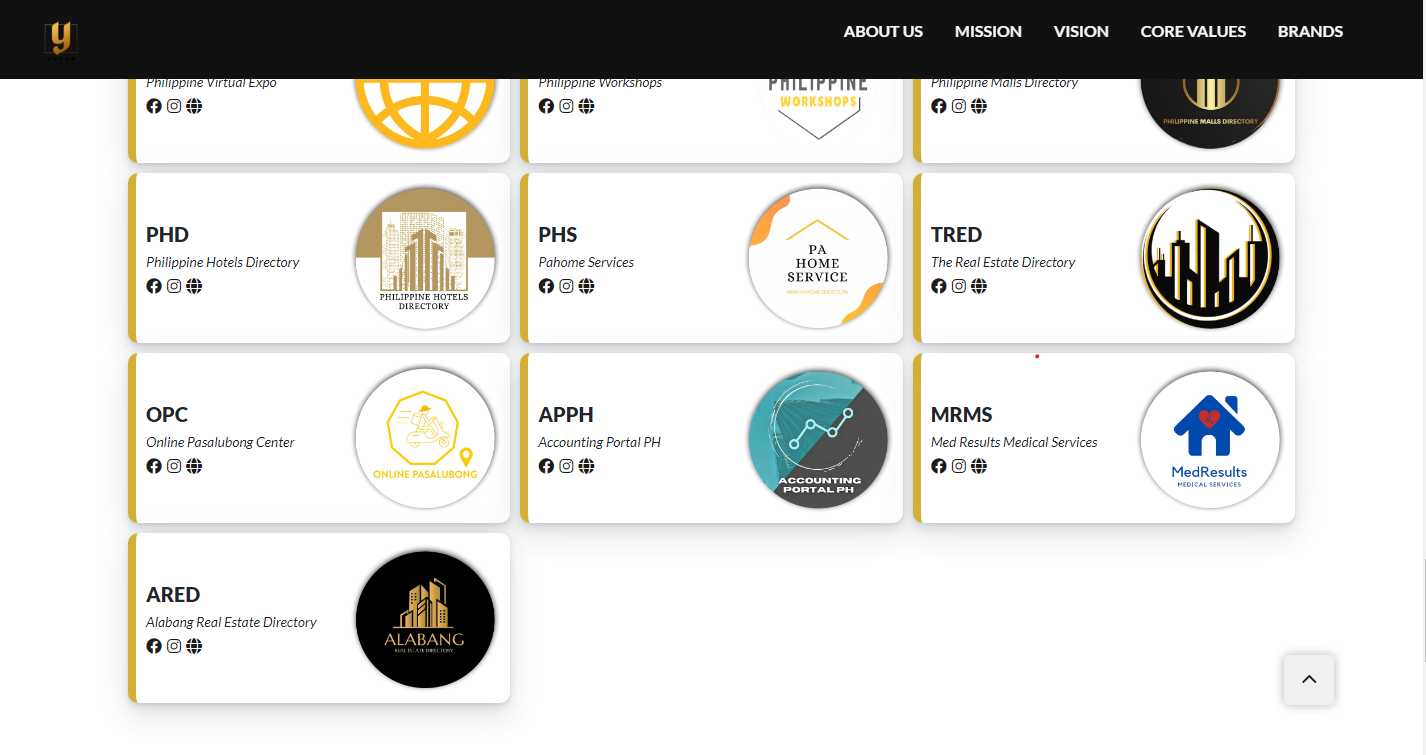 y
ABOUT US MISSION VISION CORE VALUES BRANDS
Philippine Virtual Expo
Philippine Workshops
PHILIPPINE
WORKSHOPS
Philippine Malls Directory
PHILIPPINE MALLS DIRECTORY
PHD
Philippine Hotels Directory
PHILIPPINE HOTELS
DIRECTORY
PHS
Pahome Services
PA
HOME
SERVICE
WWW.PAHOMESERVICE.PH
TRED
The Real Estate Directory
OPC
Online Pasalubong Center
ONLINE PASALUBONG
APPH
Accounting Portal PH
ACCOUNTING
PORTAL PH
MRMS
Med Results Medical Services
MedResults
MEDICAL SERVICES
ARED
Alabang Real Estate Directory
ALABANG
REAL ESTATE DIRECTORY